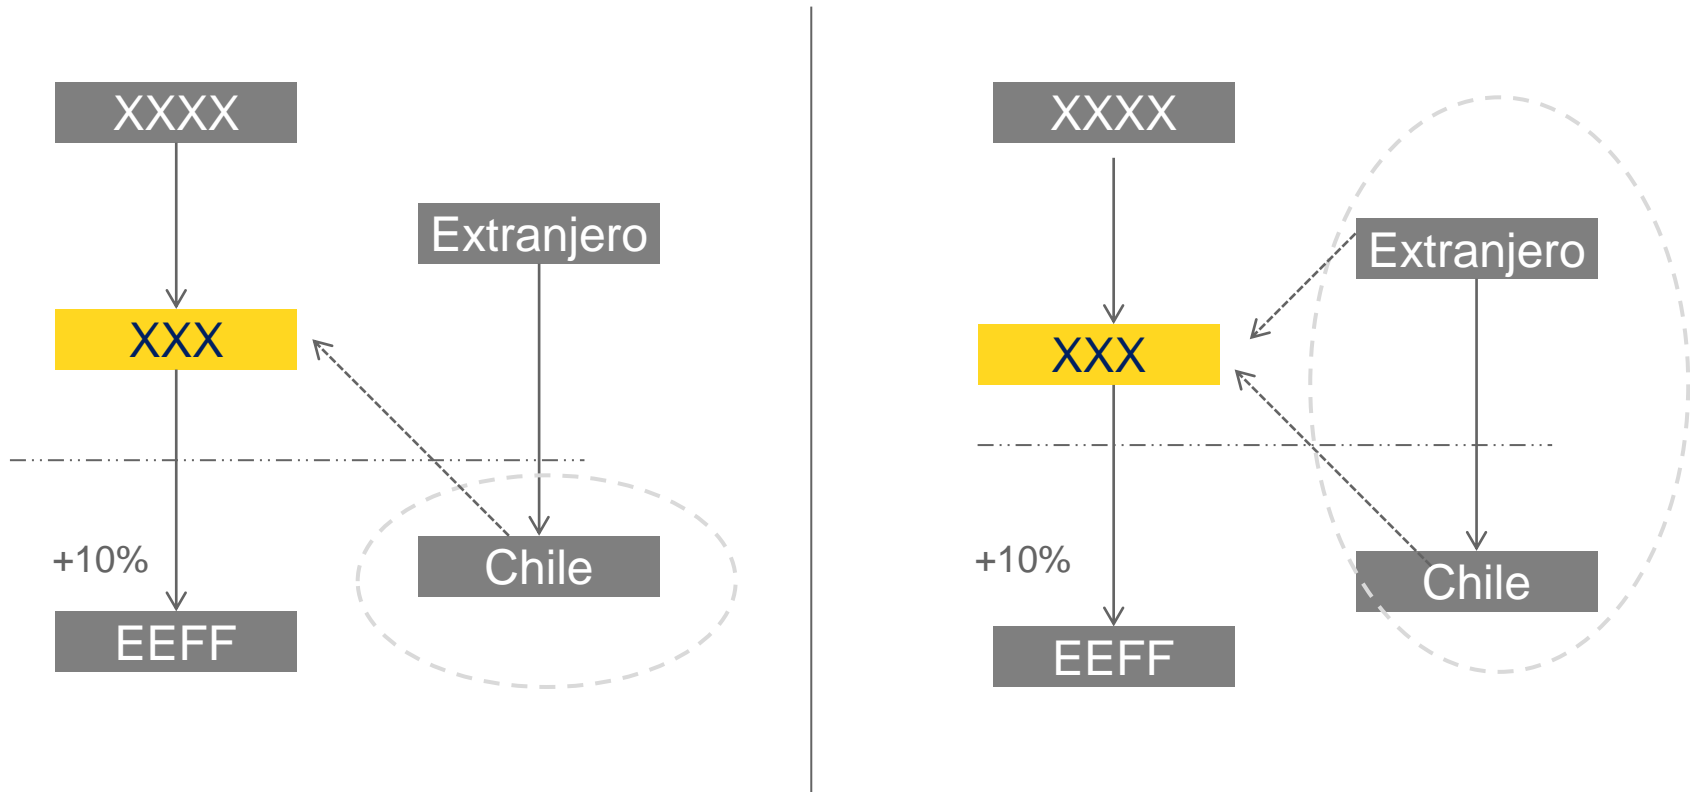 XXXX
Extranjero
XXX
+10%
Chile
EEFF
XXXX
Extranjero
XXX
+10%
Chile
EEFF